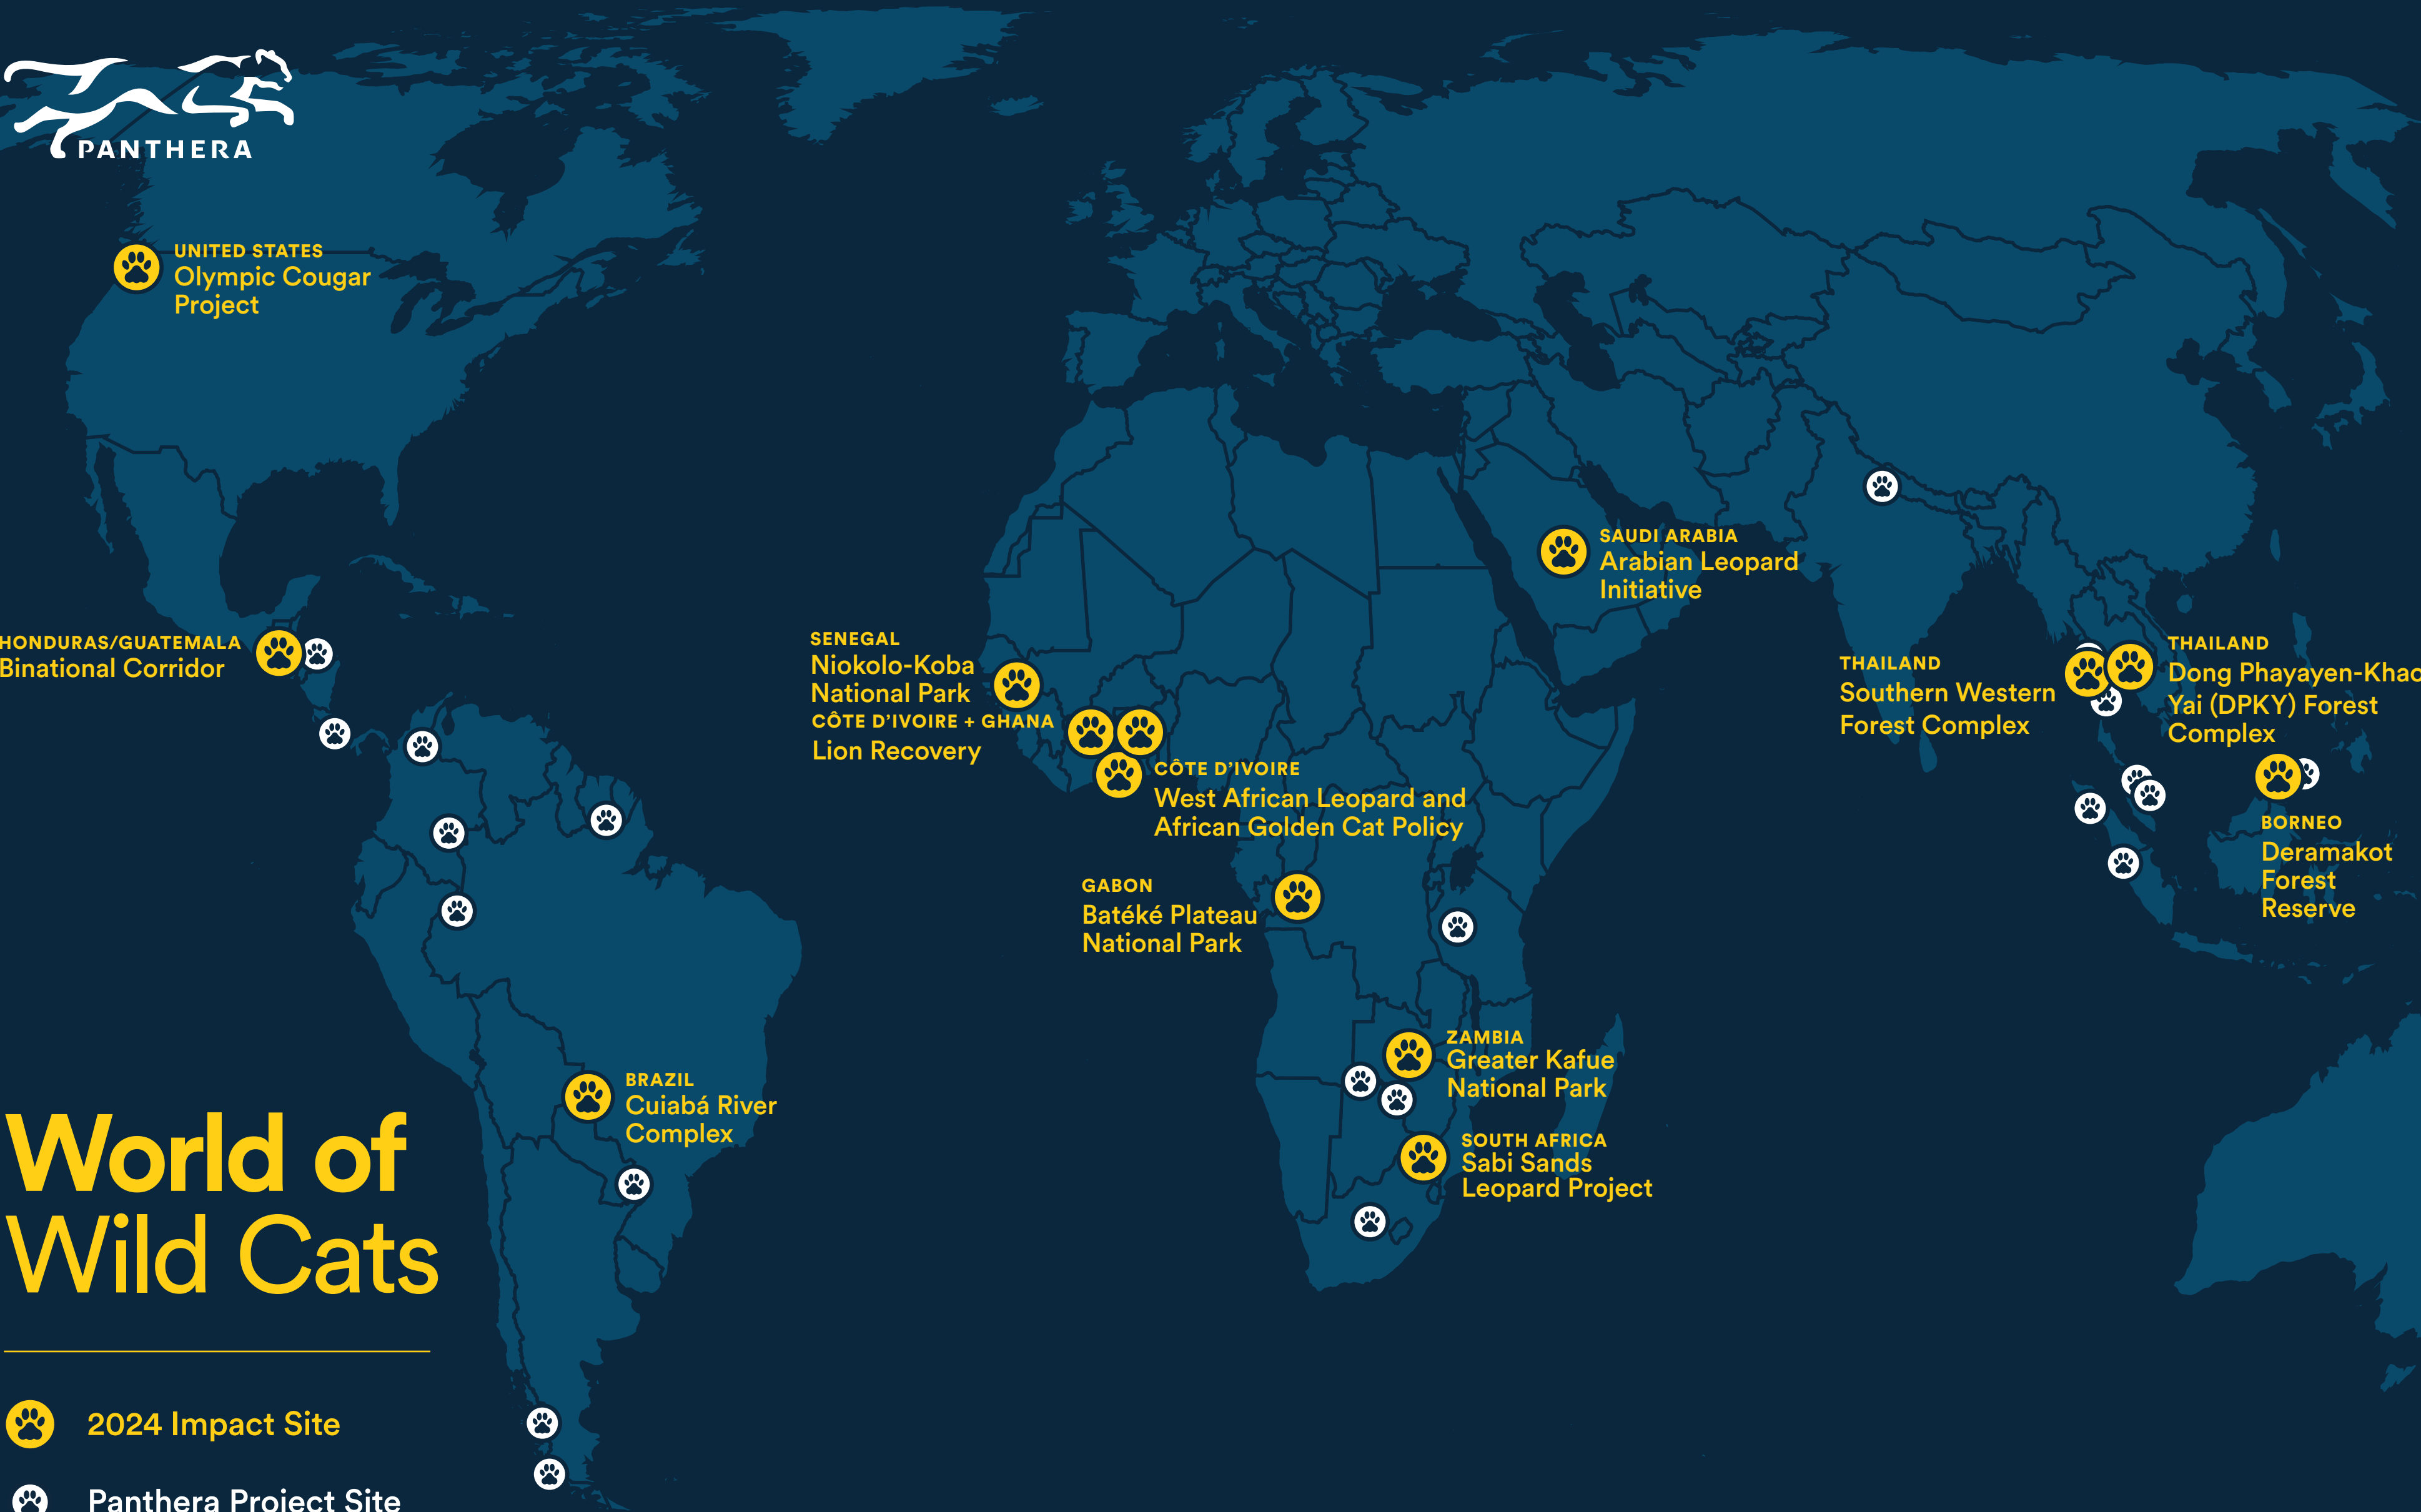 PANTHERA
UNITED STATES
Olympic Cougar
Project
HONDURAS/GUATEMALA
Binational Corridor
SENEGAL
Niokolo-Koba
National Park
CÔTE D'IVOIRE + GHANA
Lion Recovery
CÔTE D'IVOIRE
West African Leopard and
African Golden Cat Policy
GABON
Batéké Plateau
National Park
SAUDI ARABIA
Arabian Leopard
Initiative
THAILAND
Southern Western
Forest Complex
THAILAND
Dong Phayayen-Khao
Yai (DPKY) Forest
Complex
BORNEO
Deramakot
Forest
Reserve
ZAMBIA
Greater Kafue
National Park
SOUTH AFRICA
Sabi Sands
Leopard Project
BRAZIL
Cuiabá River
Complex
World of
Wild Cats
2024 Impact Site
Panthera Project Site